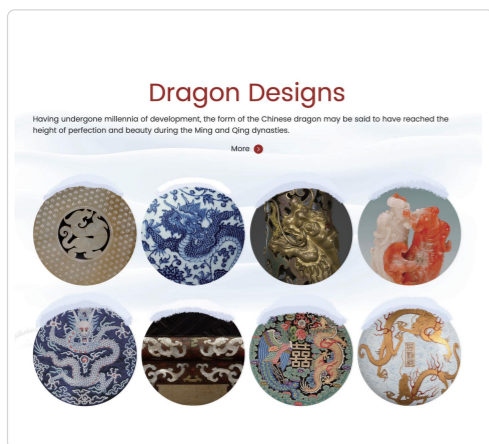 Dragon Designs
Having undergone millennia of development, the form of the Chinese dragon may be said to have reached the
height of perfection and beauty during the Ming and Qing dynasties.
More
囍